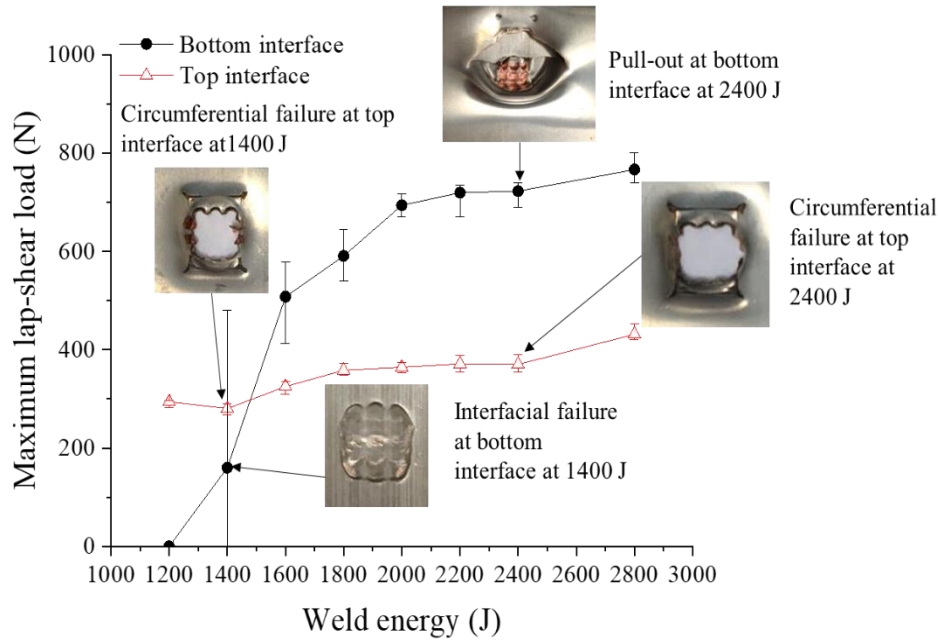 Bottom interface
Top interface
Circumferential failure at top
interface at1400 J
Pull-out at bottom
interface at 2400 J
Circumferential
failure at top
interface at
2400 J
Interfacial failure
at bottom
interface at 1400 J
Maximum lap-shear load (N)
1000
800
600
400
200
0
1000 1200 1400 1600 1800 2000 2200 2400 2600 2800 3000
Weld energy (J)